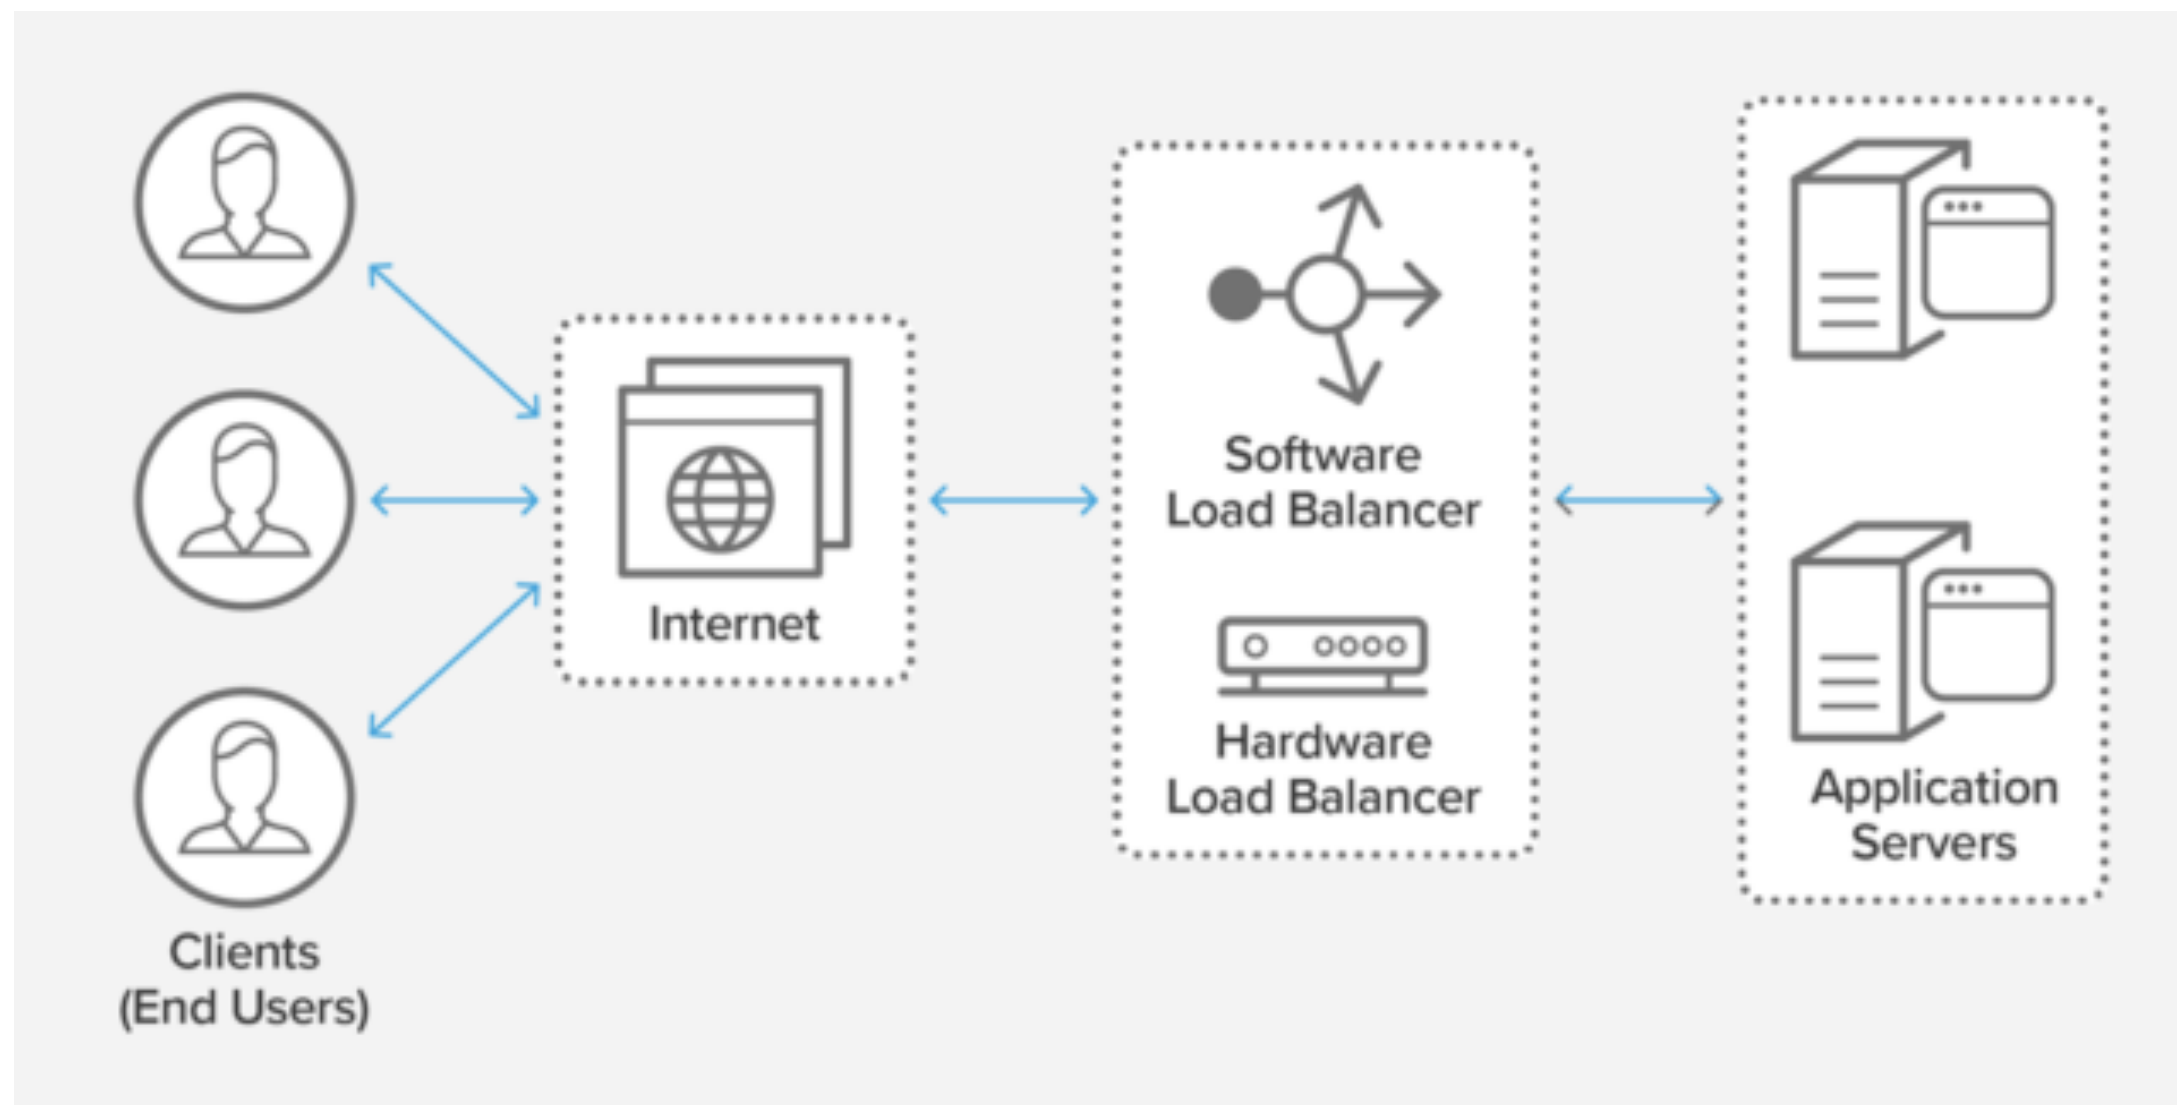 Clients
(End Users)
Internet
Software
Load Balancer
Hardware
Load Balancer
Application
Servers